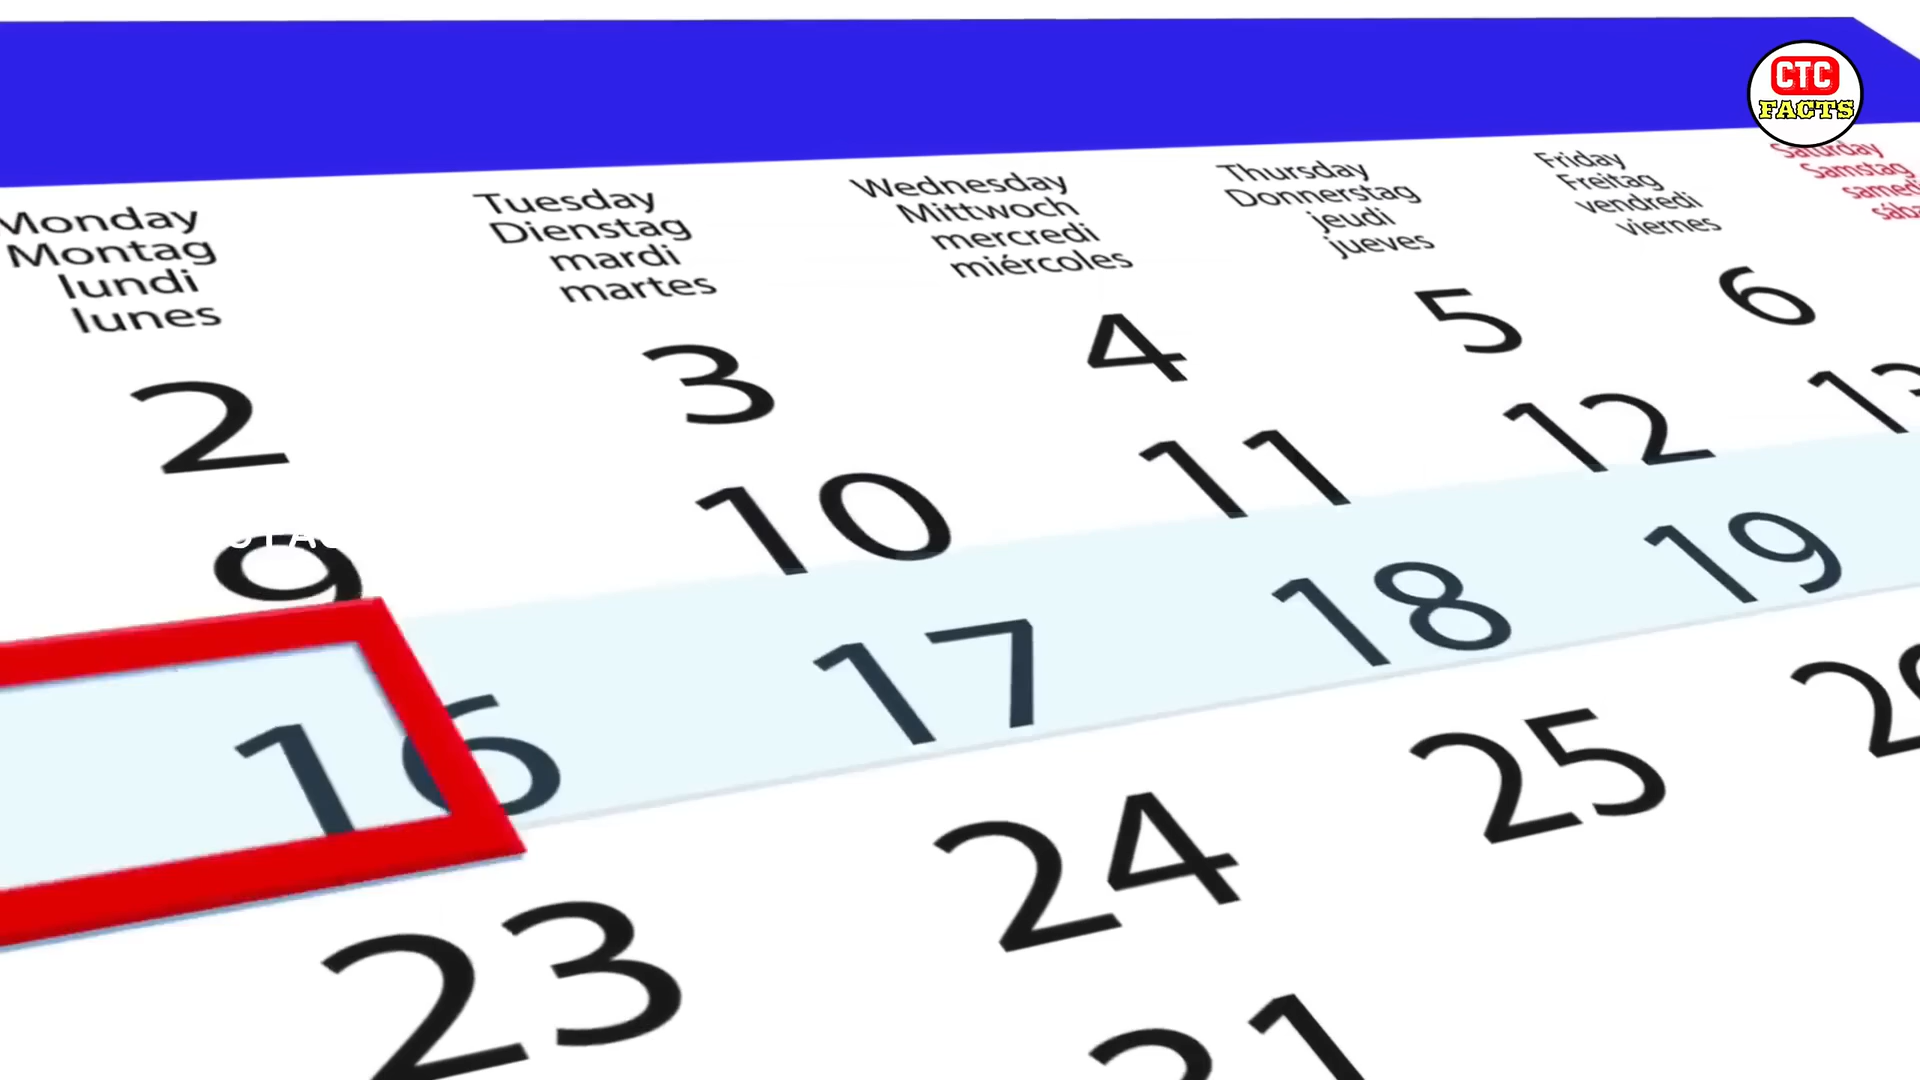 CTC
FACTS
Monday Tuesday Wednesday Thursday Friday Saturday
Montag Dienstag Mittwoch Donnerstag Freitag Samstag
lundi mardi mercredi jeudi vendredi
lunes martes miércoles jueves viernes
2 3 4 5 6
9 10 11 12 13
16 17 18 19
23 24 25
31